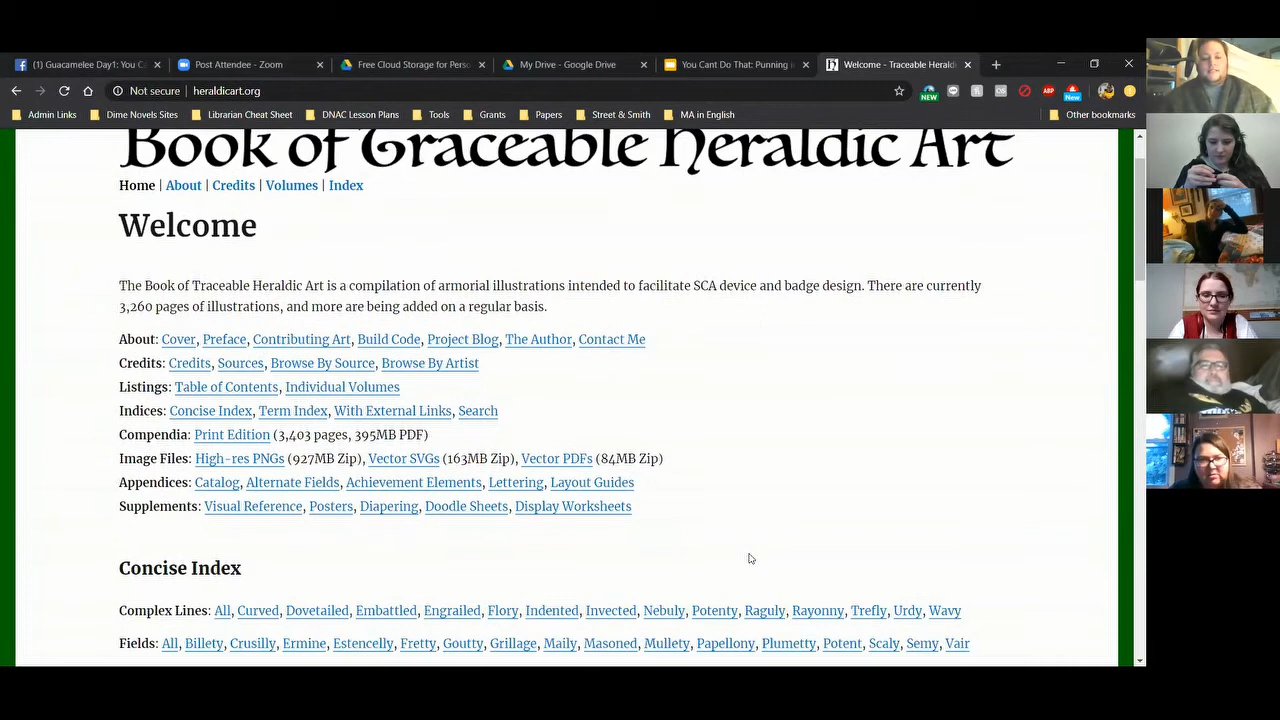 (1) Guacamelee Day1: You C
Post Attendee - Zoom
Free Cloud Storage for Perso
My Drive - Google Drive
You Cant Do That: Punning i
Welcome - Traceable Herald
Not secure
heraldicart.org
NEW
ABP
New
Admin Links
Dime Novels Sites
Librarian Cheat Sheet
DNAC Lesson Plans
Tools
Grants
Papers
Street & Smith
MA in English
Other bookmarks
Book of Traceable Heraldic Art
Home | About | Credits | Volumes | Index
Welcome
The Book of Traceable Heraldic Art is a compilation of armorial illustrations intended to facilitate SCA device and badge design. There are currently
3,260 pages of illustrations, and more are being added on a regular basis.
About: Cover, Preface, Contributing Art, Build Code, Project Blog, The Author, Contact Me
Credits: Credits, Sources, Browse By Source, Browse By Artist
Listings: Table of Contents, Individual Volumes
Indices: Concise Index, Term Index, With External Links, Search
Compendia: Print Edition (3,403 pages, 395MB PDF)
Image Files: High-res PNGs (927MB Zip), Vector SVGs (163MB Zip), Vector PDFs (84MB Zip)
Appendices: Catalog, Alternate Fields, Achievement Elements, Lettering, Layout Guides
Supplements: Visual Reference, Posters, Diapering, Doodle Sheets, Display Worksheets
Concise Index
Complex Lines: All, Curved, Dovetailed, Embattled, Engrailed, Flory, Indented, Invected, Nebuly, Potenty, Raguly, Rayonny, Trefly, Urdy, Wavy
Fields: All, Billety, Crusilly, Ermine, Estencelly, Fretty, Goutty, Grillage, Maily, Masoned, Mullety, Papellony, Plumetty, Potent, Scaly, Semy, Vair